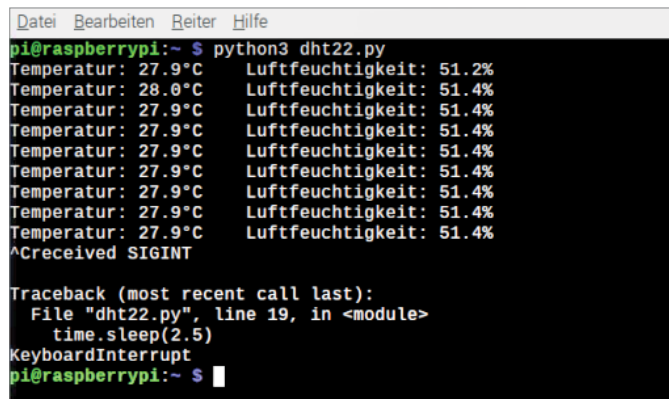 Datei Bearbeiten Reiter Hilfe
pi@raspberrypi:~ $ python3 dht22.py
Temperatur: 27.9°C    Luftfeuchtigkeit: 51.2%
Temperatur: 28.0°C    Luftfeuchtigkeit: 51.4%
Temperatur: 27.9°C    Luftfeuchtigkeit: 51.4%
Temperatur: 27.9°C    Luftfeuchtigkeit: 51.4%
Temperatur: 27.9°C    Luftfeuchtigkeit: 51.4%
Temperatur: 27.9°C    Luftfeuchtigkeit: 51.4%
Temperatur: 27.9°C    Luftfeuchtigkeit: 51.4%
Temperatur: 27.9°C    Luftfeuchtigkeit: 51.4%
Temperatur: 27.9°C    Luftfeuchtigkeit: 51.4%
^Creceived SIGINT

Traceback (most recent call last):
  File "dht22.py", line 19, in <module>
    time.sleep(2.5)
KeyboardInterrupt
pi@raspberrypi:~ $